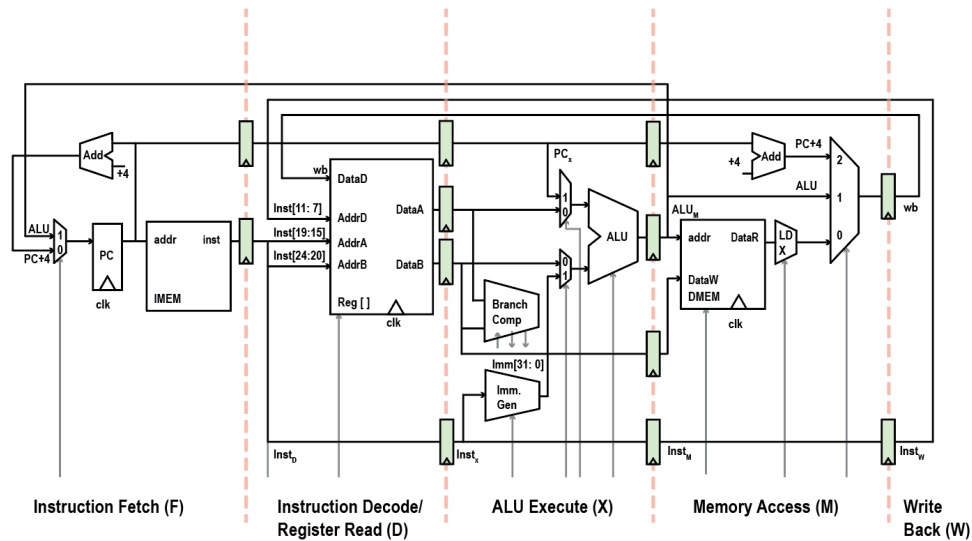 Add
+4
ALU
1
0
PC+4
PC
clk
addr
inst
IMEM
wb
DataD
Inst[11: 7]
AddrD
Inst[19:15]
AddrA
Inst[24:20]
AddrB
DataA
DataB
Reg [ ]
clk
Inst_D
PC_x
1
0
0
1
ALU
Branch
Comp
Imm[31: 0]
Imm.
Gen
Inst_X
+4
Add
PC+4
2
ALU
1
0
ALU_M
addr
DataR
DataW
DMEM
clk
LD
X
Inst_M
wb
Inst_W
Instruction Fetch (F)
Instruction Decode/
Register Read (D)
ALU Execute (X)
Memory Access (M)
Write
Back (W)